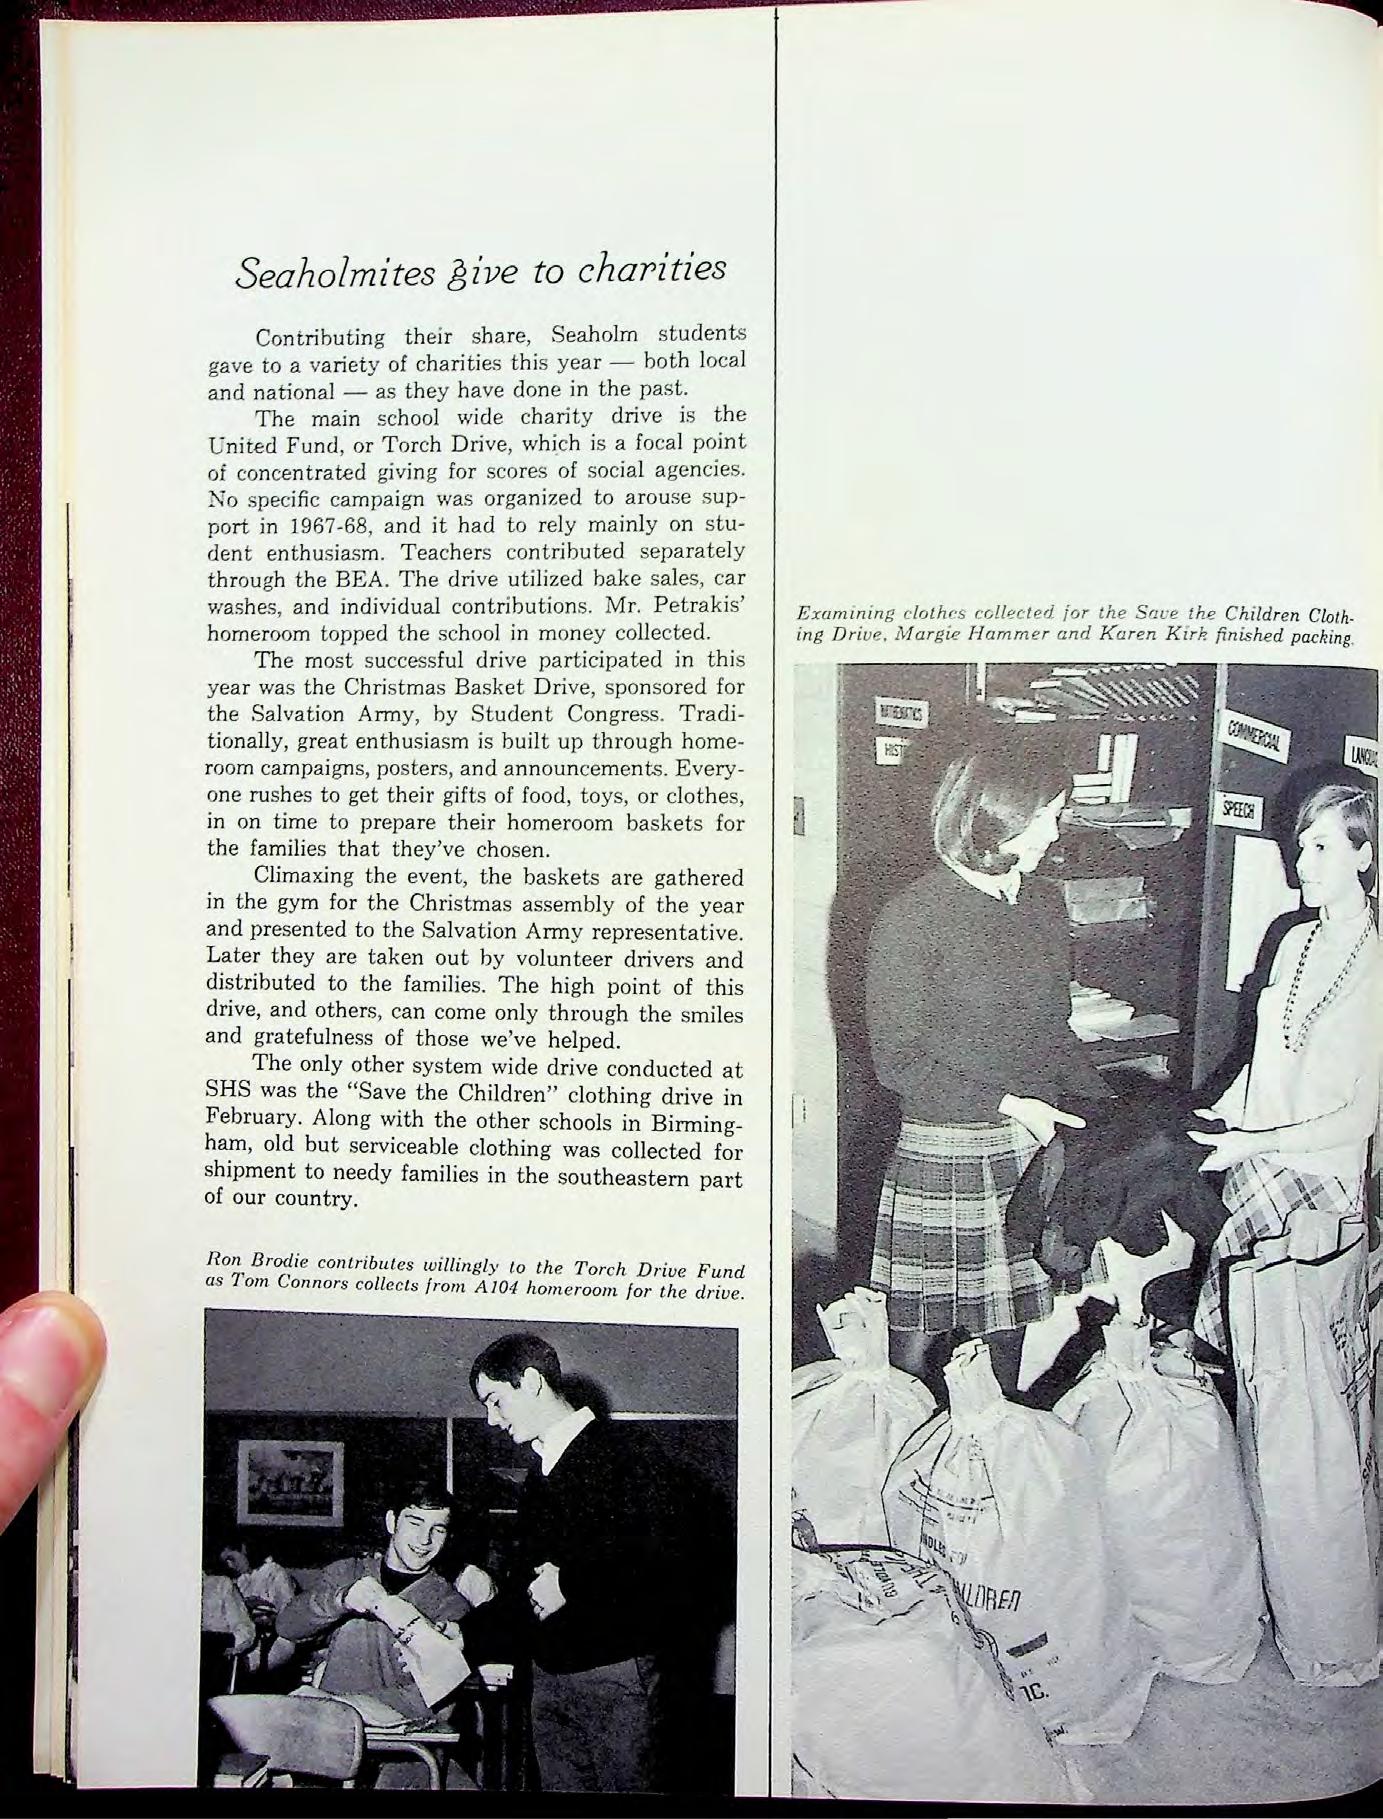 Seaholmites give to charities
Contributing their share, Seaholm students
gave to a variety of charities this year — both local
and national — as they have done in the past.
The main school wide charity drive is the
United Fund, or Torch Drive, which is a focal point
of concentrated giving for scores of social agencies.
No specific campaign was organized to arouse sup-
port in 1967-68, and it had to rely mainly on stu-
dent enthusiasm. Teachers contributed separately
through the BEA. The drive utilized bake sales, car
washes, and individual contributions. Mr. Petrakis'
homeroom topped the school in money collected.
The most successful drive participated in this
year was the Christmas Basket Drive, sponsored for
the Salvation Army, by Student Congress. Tradi-
tionally, great enthusiasm is built up through home-
room campaigns, posters, and announcements. Every-
one rushes to get their gifts of food, toys, or clothes,
in on time to prepare their homeroom baskets for
the families that they've chosen.
Climaxing the event, the baskets are gathered
in the gym for the Christmas assembly of the year
and presented to the Salvation Army representative.
Later they are taken out by volunteer drivers and
distributed to the families. The high point of this
drive, and others, can come only through the smiles
and gratefulness of those we've helped.
The only other system wide drive conducted at
SHS was the "Save the Children" clothing drive in
February. Along with the other schools in Birming-
ham, old but serviceable clothing was collected for
shipment to needy families in the southeastern part
of our country.
Ron Brodie contributes willingly to the Torch Drive Fund
as Tom Connors collects from A104 homeroom for the drive.
Examining clothes collected for the Save the Children Cloth-
ing Drive, Margie Hammer and Karen Kirk finished packing.
MATHEMATICS
HIST
COMMERCIAL
LANGUA
SPEECH
ILDREN